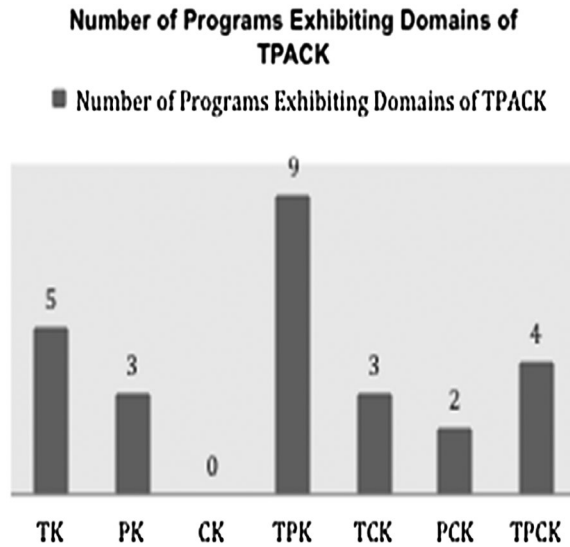 Number of Programs Exhibiting Domains of
TPACK
Number of Programs Exhibiting Domains of TPACK
9
5
4
3
3
2
0
TK PK CK TPK TCK PCK TPCK